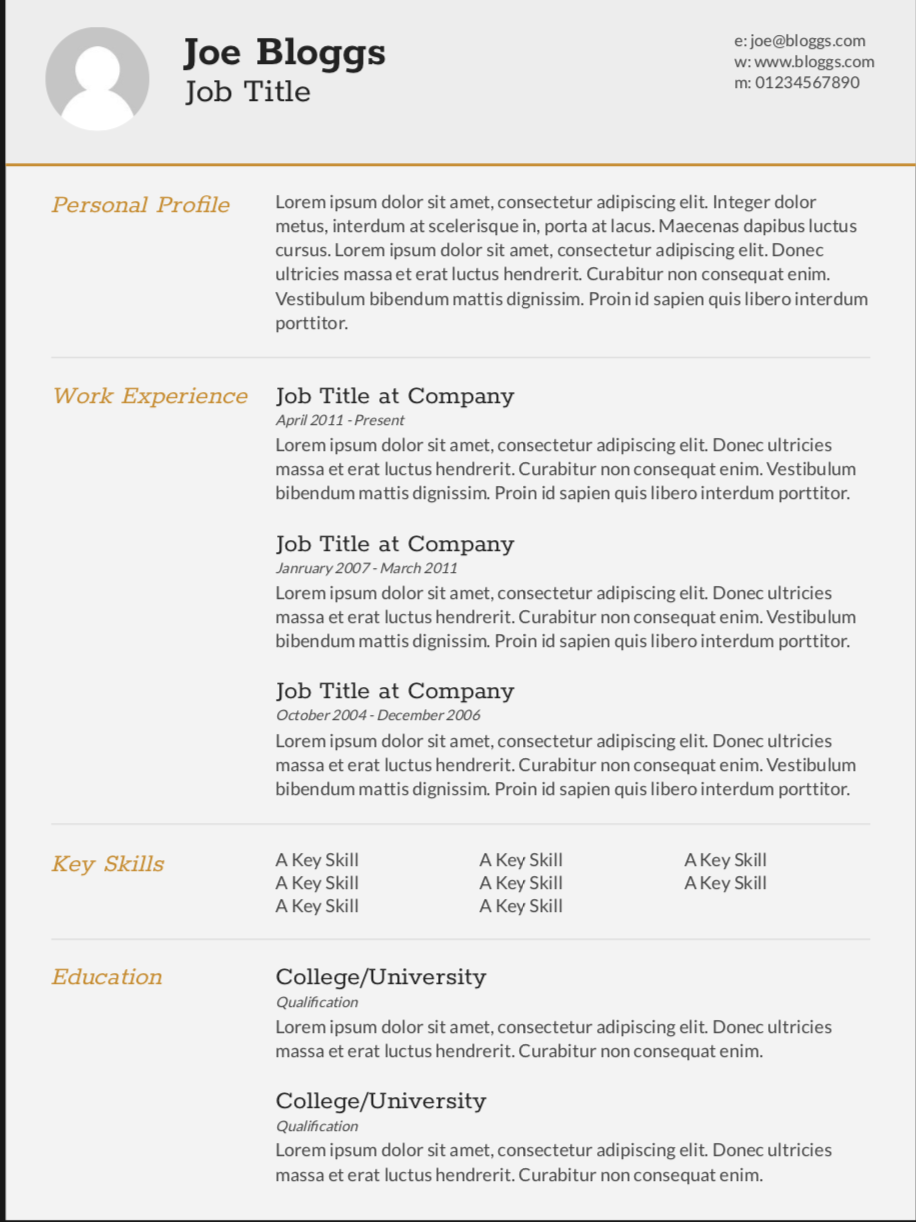 Joe Bloggs
Job Title
e: joe@bloggs.com
w: www.bloggs.com
m: 01234567890
Personal Profile
Lorem ipsum dolor sit amet, consectetur adipiscing elit. Integer dolor
metus, interdum at scelerisque in, porta at lacus. Maecenas dapibus luctus
cursus. Lorem ipsum dolor sit amet, consectetur adipiscing elit. Donec
ultricies massa et erat luctus hendrerit. Curabitur non consequat enim.
Vestibulum bibendum mattis dignissim. Proin id sapien quis libero interdum
porttitor.
Work Experience
Job Title at Company
April 2011 - Present
Lorem ipsum dolor sit amet, consectetur adipiscing elit. Donec ultricies
massa et erat luctus hendrerit. Curabitur non consequat enim. Vestibulum
bibendum mattis dignissim. Proin id sapien quis libero interdum porttitor.
Job Title at Company
Janruary 2007 - March 2011
Lorem ipsum dolor sit amet, consectetur adipiscing elit. Donec ultricies
massa et erat luctus hendrerit. Curabitur non consequat enim. Vestibulum
bibendum mattis dignissim. Proin id sapien quis libero interdum porttitor.
Job Title at Company
October 2004 - December 2006
Lorem ipsum dolor sit amet, consectetur adipiscing elit. Donec ultricies
massa et erat luctus hendrerit. Curabitur non consequat enim. Vestibulum
bibendum mattis dignissim. Proin id sapien quis libero interdum porttitor.
Key Skills
A Key Skill A Key Skill A Key Skill
A Key Skill A Key Skill A Key Skill
A Key Skill A Key Skill
Education
College/University
Qualification
Lorem ipsum dolor sit amet, consectetur adipiscing elit. Donec ultricies
massa et erat luctus hendrerit. Curabitur non consequat enim.
College/University
Qualification
Lorem ipsum dolor sit amet, consectetur adipiscing elit. Donec ultricies
massa et erat luctus hendrerit. Curabitur non consequat enim.